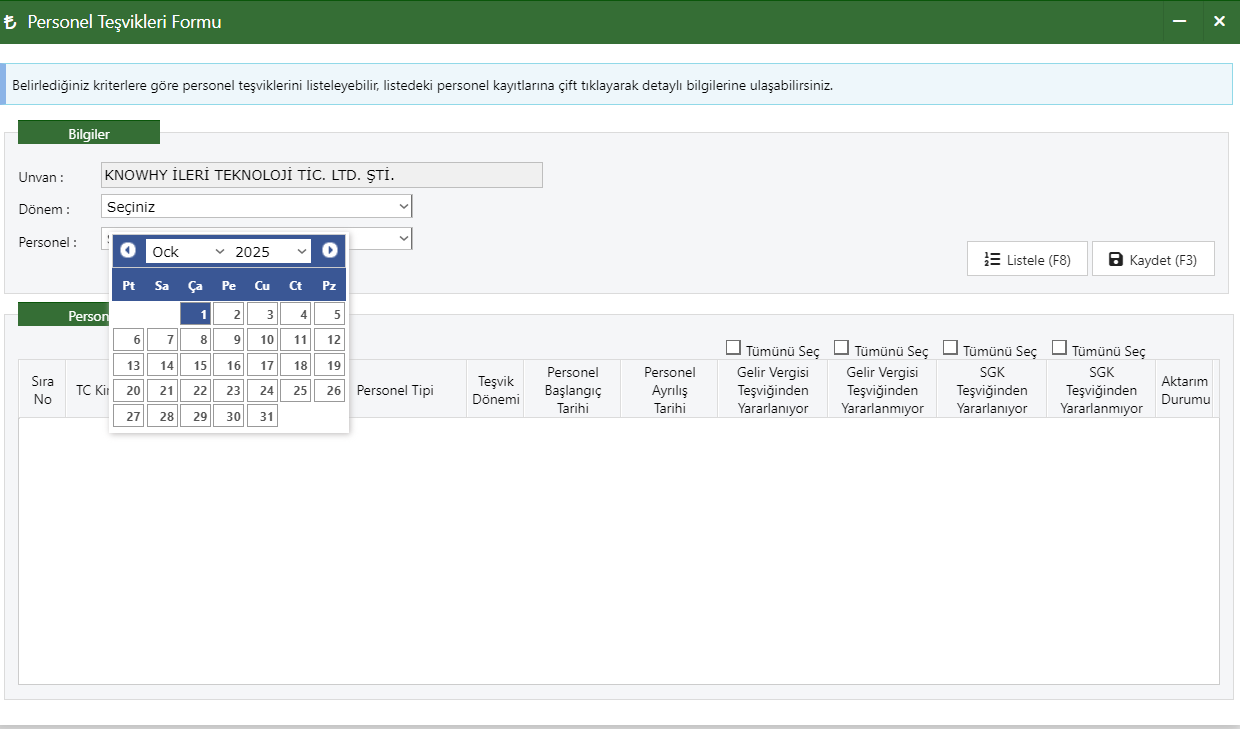 Personel Teşvikleri Formu
Belirlediğiniz kriterlere göre personel teşviklerini listeleyebilir, listedeki personel kayıtlarına çift tıklayarak detaylı bilgilerine ulaşabilirsiniz.
Bilgiler
Unvan : KNOWHY İLERİ TEKNOLOJİ TİC. LTD. ŞTİ.
Dönem : Seçiniz
Personel :
Ock 2025
Pt Sa Ça Pe Cu Ct Pz
1 2 3 4 5
6 7 8 9 10 11 12
13 14 15 16 17 18 19
20 21 22 23 24 25 26
27 28 29 30 31
Listele (F8) Kaydet (F3)
Person
Tümünü Seç Tümünü Seç Tümünü Seç Tümünü Seç
Sıra
No
TC Kir
Personel Tipi
Teşvik
Dönemi
Personel
Başlangıç
Tarihi
Personel
Ayrılış
Tarihi
Gelir Vergisi
Teşviğinden
Yararlanıyor
Gelir Vergisi
Teşviğinden
Yararlanmıyor
SGK
Teşviğinden
Yararlanıyor
SGK
Teşviğinden
Yararlanmıyor
Aktarım
Durumu